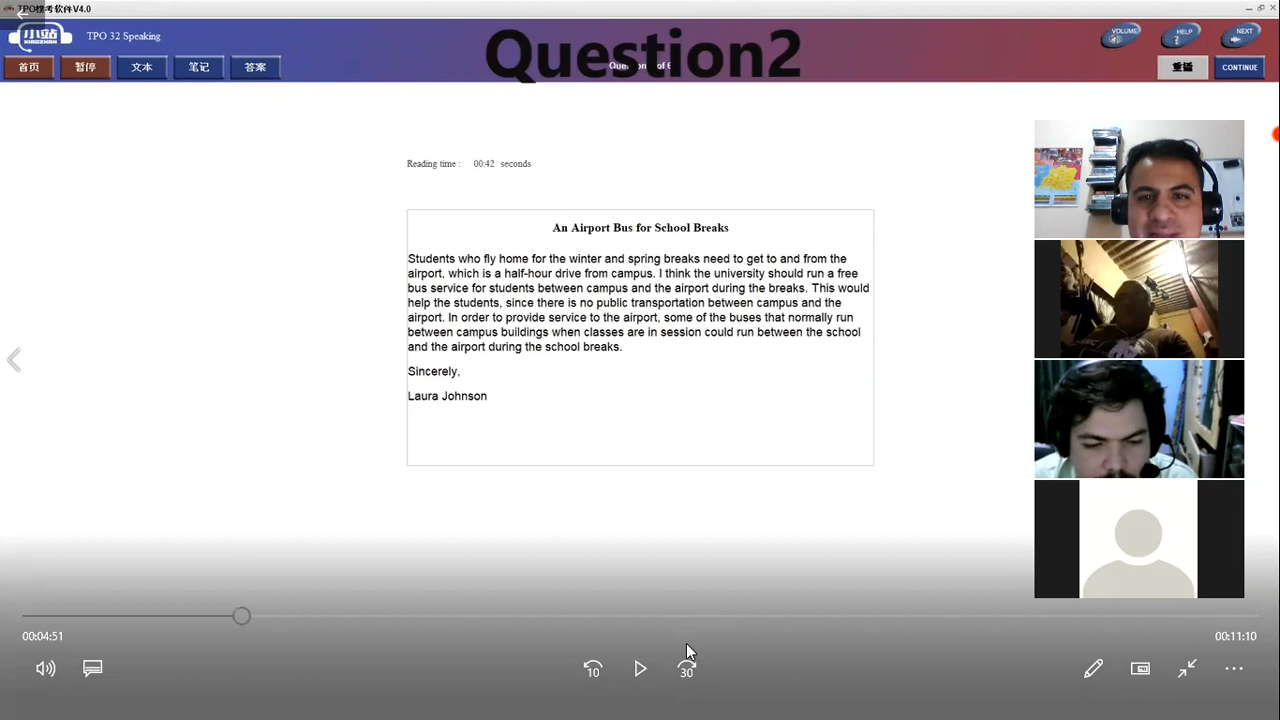 TPO模考软件V4.0
小站
XIAOZHAN
TPO 32 Speaking
Question2
VOLUME
HELP
NEXT
首页
暂停
文本
笔记
答案
重播
CONTINUE
Reading time : 00:42 seconds
An Airport Bus for School Breaks
Students who fly home for the winter and spring breaks need to get to and from the
airport, which is a half-hour drive from campus. I think the university should run a free
bus service for students between campus and the airport during the breaks. This would
help the students, since there is no public transportation between campus and the
airport. In order to provide service to the airport, some of the buses that normally run
between campus buildings when classes are in session could run between the school
and the airport during the school breaks.
Sincerely,
Laura Johnson
00:04:51
00:11:10
10
30